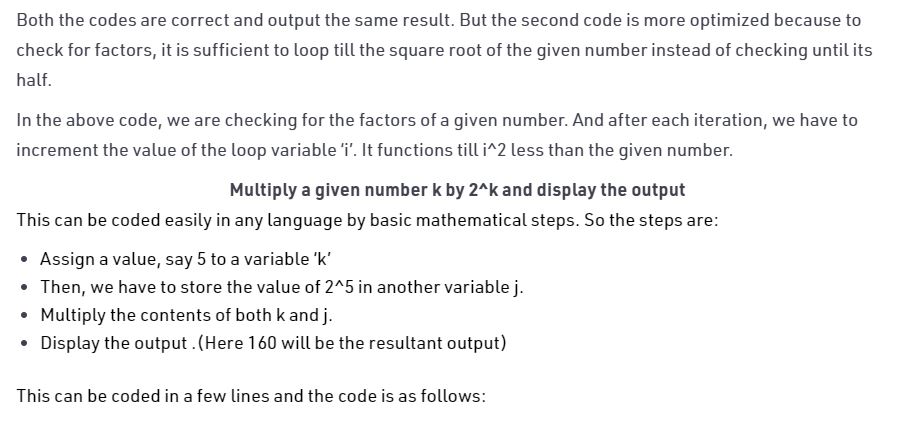 Both the codes are correct and output the same result. But the second code is more optimized because to
check for factors, it is sufficient to loop till the square root of the given number instead of checking until its
half.
In the above code, we are checking for the factors of a given number. And after each iteration, we have to
increment the value of the loop variable ‘i’. It functions till i^2 less than the given number.
Multiply a given number k by 2^k and display the output
This can be coded easily in any language by basic mathematical steps. So the steps are:
• Assign a value, say 5 to a variable ‘k’
• Then, we have to store the value of 2^5 in another variable j.
• Multiply the contents of both k and j.
• Display the output .(Here 160 will be the resultant output)
This can be coded in a few lines and the code is as follows: